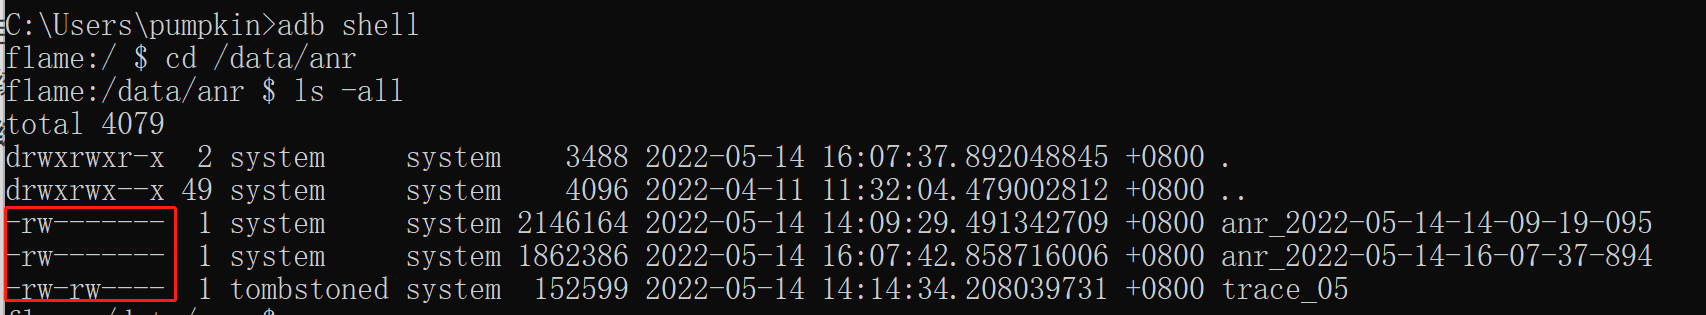 C:\Users\pumpkin>adb shell
flame:/ $ cd /data/anr
flame:/data/anr $ ls -all
total 4079
drwxrwxr-x  2 system     system    3488 2022-05-14 16:07:37.892048845 +0800 .
drwxrwx--x 49 system     system    4096 2022-04-11 11:32:04.479002812 +0800 ..
-rw-------  1 system     system 2146164 2022-05-14 14:09:29.491342709 +0800 anr_2022-05-14-14-09-19-095
-rw-------  1 system     system 1862386 2022-05-14 16:07:42.858716006 +0800 anr_2022-05-14-16-07-37-894
-rw-rw----  1 tombstoned system  152599 2022-05-14 14:14:34.208039731 +0800 trace_05